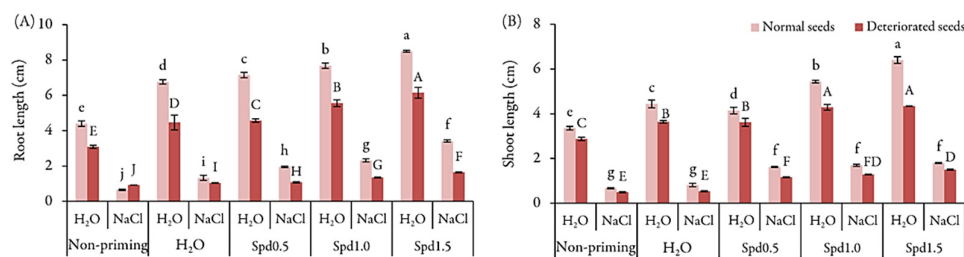 (A)
Root length (cm)
10
8
6
4
2
0
e E j J d D i I c C h H b B g G a A f F
H₂O NaCl H₂O NaCl H₂O NaCl H₂O NaCl H₂O NaCl
Non-priming H₂O Spd0.5 Spd1.0 Spd1.5
(B)
Normal seeds Deteriorated seeds
Shoot length (cm)
8
6
4
2
0
e C g E c B g E d B f F b A f FD a A f D
H₂O NaCl H₂O NaCl H₂O NaCl H₂O NaCl H₂O NaCl
Non-priming H₂O Spd0.5 Spd1.0 Spd1.5